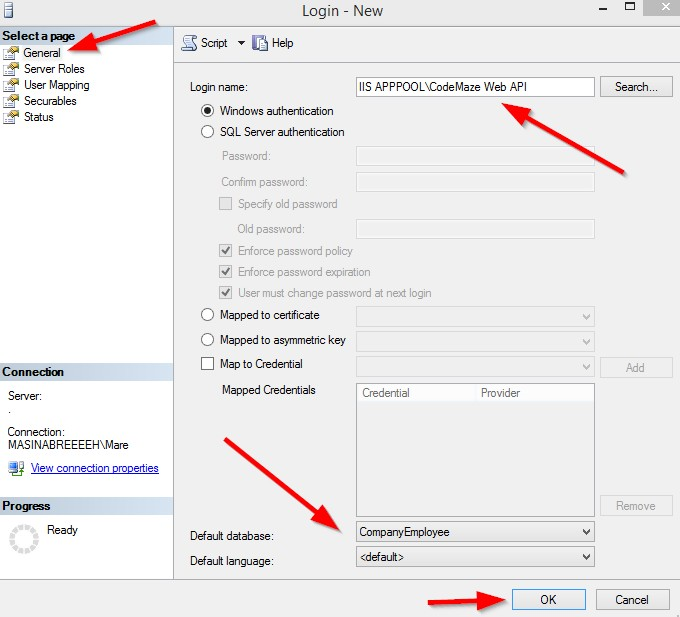 Login - New
Select a page
General
Server Roles
User Mapping
Securables
Status
Script
Help
Login name:
IIS APPPOOL\CodeMaze Web API
Search...
Windows authentication
SQL Server authentication
Password:
Confirm password:
Specify old password
Old password:
Enforce password policy
Enforce password expiration
User must change password at next login
Mapped to certificate
Mapped to asymmetric key
Map to Credential
Add
Mapped Credentials
Credential Provider
Remove
Default database:
CompanyEmployee
Default language:
<default>
Connection
Server:
.
Connection:
MASINABREEEEH\Mare
View connection properties
Progress
Ready
OK
Cancel